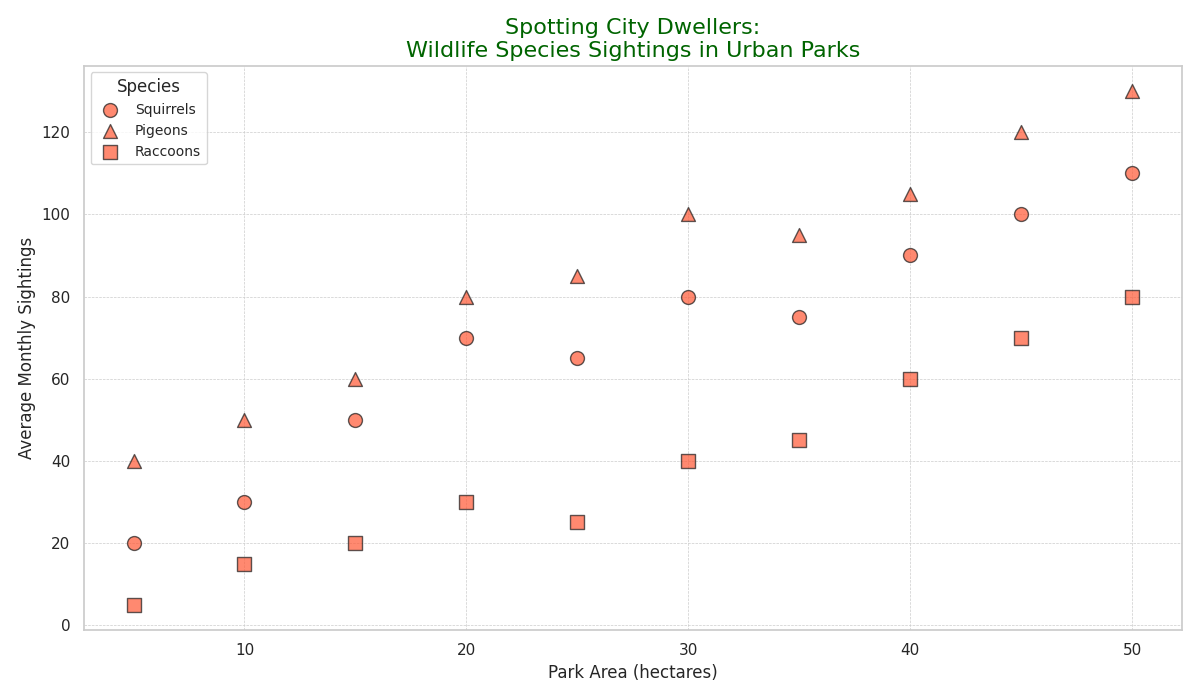 Spotting City Dwellers:
Wildlife Species Sightings in Urban Parks
Species
Squirrels
Pigeons
Raccoons
Average Monthly Sightings
120
100
80
60
40
20
0
10 20 30 40 50
Park Area (hectares)